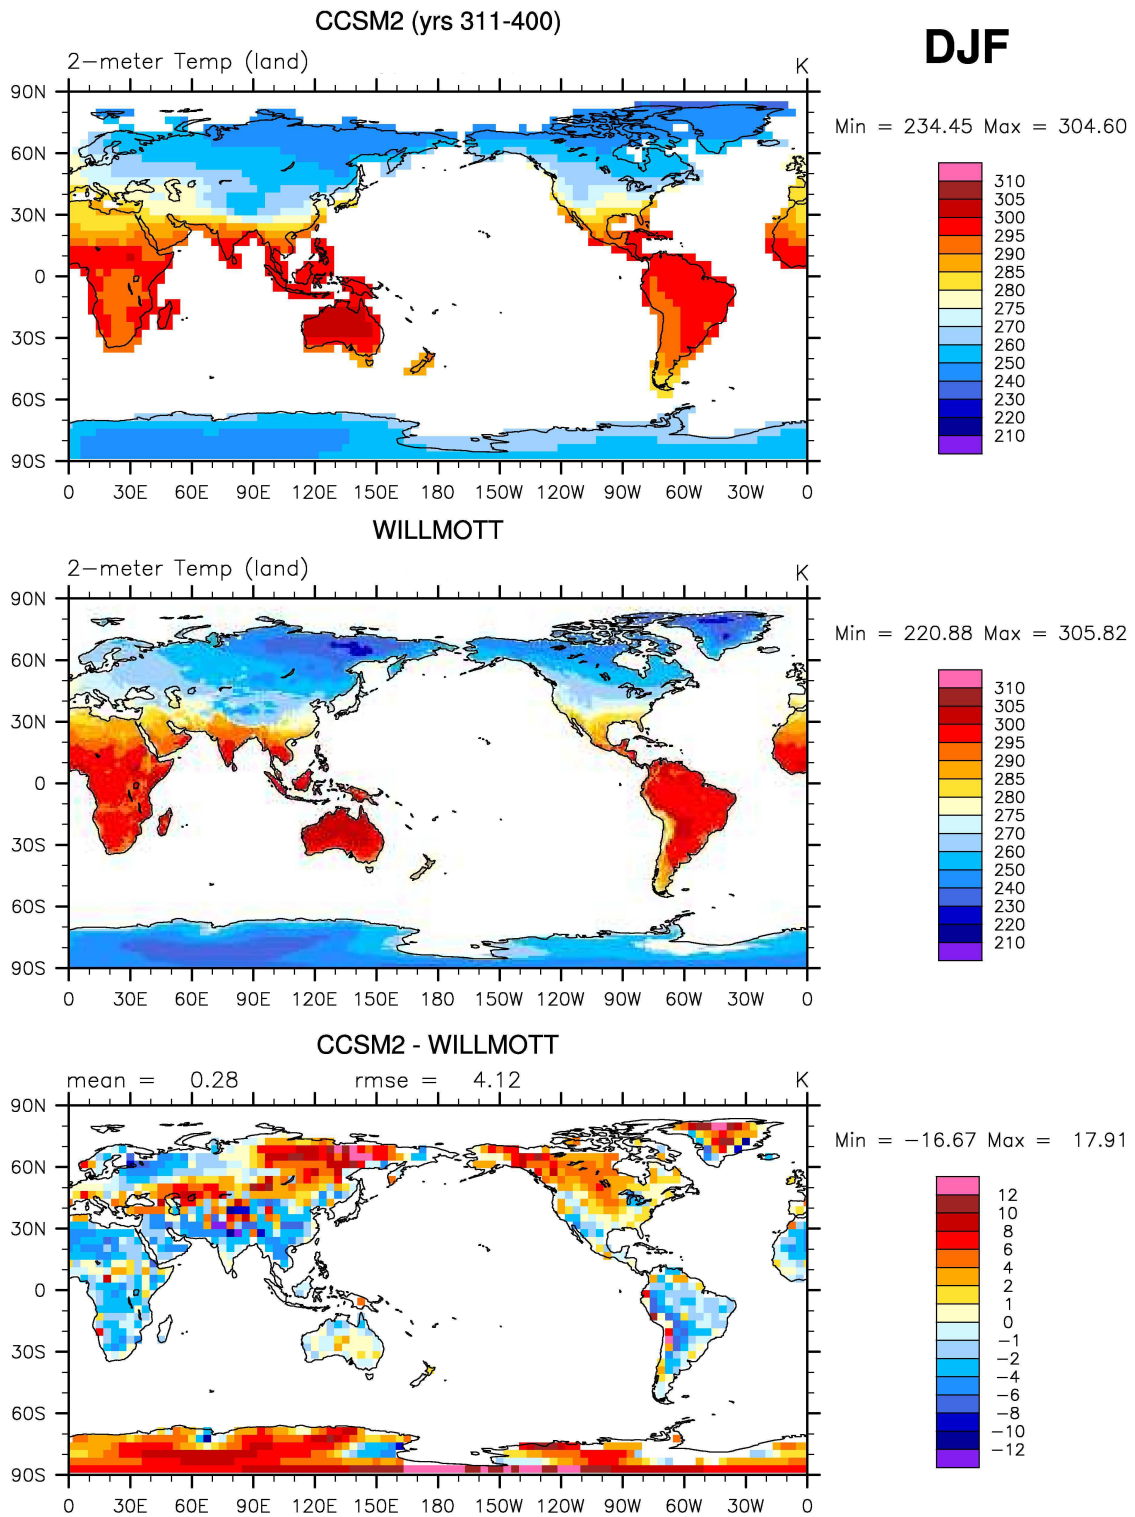 CCSM2 (yrs 311-400)
DJF
2-meter Temp (land) K
Min = 234.45 Max = 304.60
90N
60N
30N
0
30S
60S
90S
0 30E 60E 90E 120E 150E 180 150W 120W 90W 60W 30W 0
310
305
300
295
290
285
280
275
270
260
250
240
230
220
210
WILLMOTT
2-meter Temp (land) K
Min = 220.88 Max = 305.82
90N
60N
30N
0
30S
60S
90S
0 30E 60E 90E 120E 150E 180 150W 120W 90W 60W 30W 0
310
305
300
295
290
285
280
275
270
260
250
240
230
220
210
CCSM2 - WILLMOTT
mean = 0.28 rmse = 4.12 K
Min = -16.67 Max = 17.91
90N
60N
30N
0
30S
60S
90S
0 30E 60E 90E 120E 150E 180 150W 120W 90W 60W 30W 0
12
10
8
6
4
2
1
0
-1
-2
-4
-6
-8
-10
-12